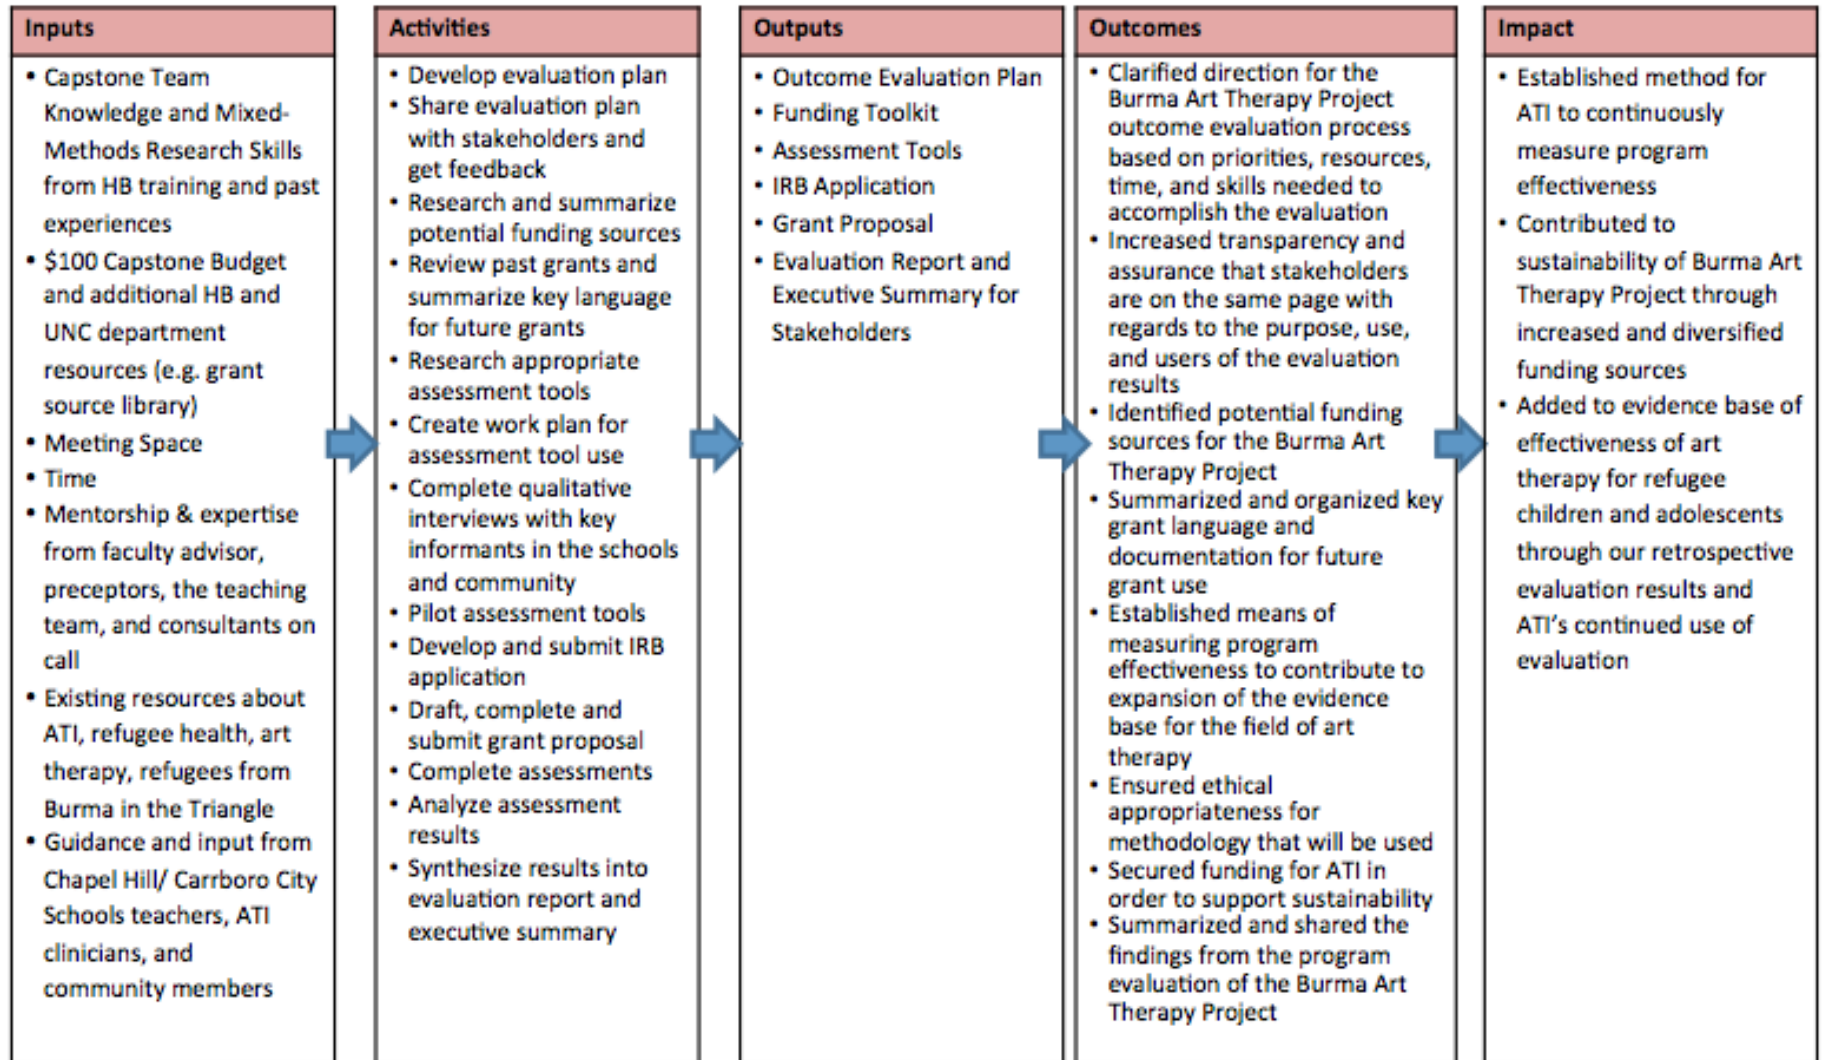 Inputs
• Capstone Team
Knowledge and Mixed-
Methods Research Skills
from HB training and past
experiences
• $100 Capstone Budget
and additional HB and
UNC department
resources (e.g. grant
source library)
• Meeting Space
• Time
• Mentorship & expertise
from faculty advisor,
preceptors, the teaching
team, and consultants on
call
• Existing resources about
ATI, refugee health, art
therapy, refugees from
Burma in the Triangle
• Guidance and input from
Chapel Hill/ Carrboro City
Schools teachers, ATI
clinicians, and
community members
Activities
• Develop evaluation plan
• Share evaluation plan
with stakeholders and
get feedback
• Research and summarize
potential funding sources
• Review past grants and
summarize key language
for future grants
• Research appropriate
assessment tools
• Create work plan for
assessment tool use
• Complete qualitative
interviews with key
informants in the schools
and community
• Pilot assessment tools
• Develop and submit IRB
application
• Draft, complete and
submit grant proposal
• Complete assessments
• Analyze assessment
results
• Synthesize results into
evaluation report and
executive summary
Outputs
• Outcome Evaluation Plan
• Funding Toolkit
• Assessment Tools
• IRB Application
• Grant Proposal
• Evaluation Report and
Executive Summary for
Stakeholders
Outcomes
• Clarified direction for the
Burma Art Therapy Project
outcome evaluation process
based on priorities, resources,
time, and skills needed to
accomplish the evaluation
• Increased transparency and
assurance that stakeholders
are on the same page with
regards to the purpose, use,
and users of the evaluation
results
• Identified potential funding
sources for the Burma Art
Therapy Project
• Summarized and organized key
grant language and
documentation for future
grant use
• Established means of
measuring program
effectiveness to contribute to
expansion of the evidence
base for the field of art
therapy
• Ensured ethical
appropriateness for
methodology that will be used
• Secured funding for ATI in
order to support sustainability
• Summarized and shared the
findings from the program
evaluation of the Burma Art
Therapy Project
Impact
• Established method for
ATI to continuously
measure program
effectiveness
• Contributed to
sustainability of Burma Art
Therapy Project through
increased and diversified
funding sources
• Added to evidence base of
effectiveness of art
therapy for refugee
children and adolescents
through our retrospective
evaluation results and
ATI's continued use of
evaluation